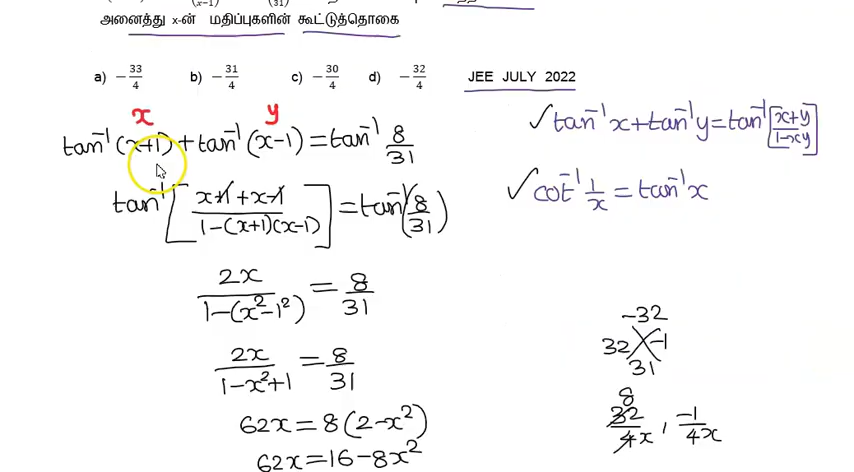 (x−1) (31)
அனைத்து x-ன் மதிப்புகளின் கூட்டுத்தொகை
a) −33/4 b) −31/4 c) −30/4 d) −32/4 JEE JULY 2022
x y
tan⁻¹(x+1) + tan⁻¹(x−1) = tan⁻¹ 8/31
✓tan⁻¹x + tan⁻¹y = tan⁻¹[x+y/1−xy]
tan⁻¹[x+1+x−1/1−(x+1)(x−1)] = tan⁻¹(8/31)
✓cot⁻¹ 1/x = tan⁻¹x
2x/1−(x²−1²) = 8/31
2x/1−x²+1 = 8/31
62x = 8(2−x²)
62x = 16−8x²
−32
32 −1
31
8
32/4x , −1/4x